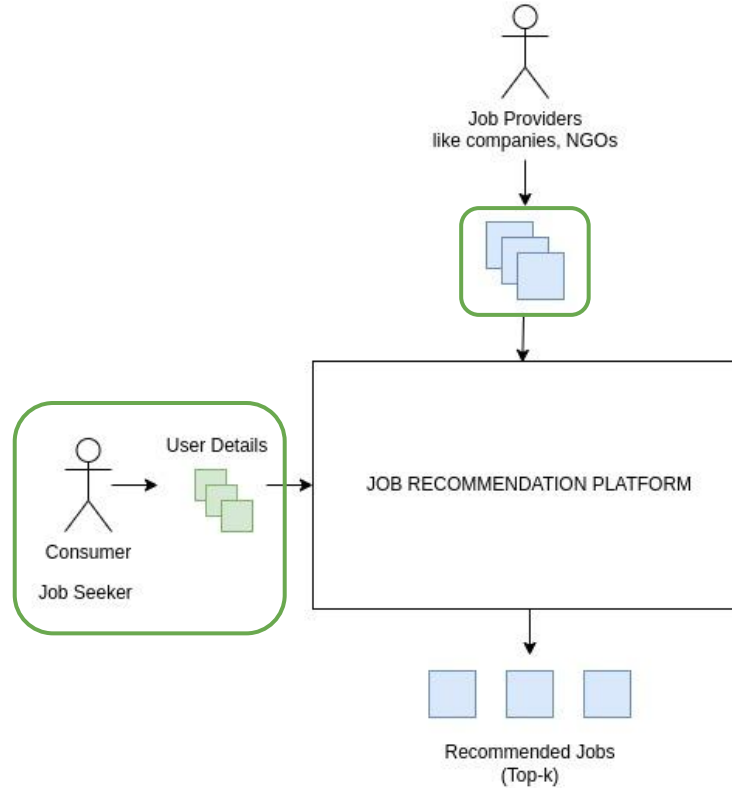 Job Providers
like companies, NGOs
User Details
JOB RECOMMENDATION PLATFORM
Consumer
Job Seeker
Recommended Jobs
(Top-k)